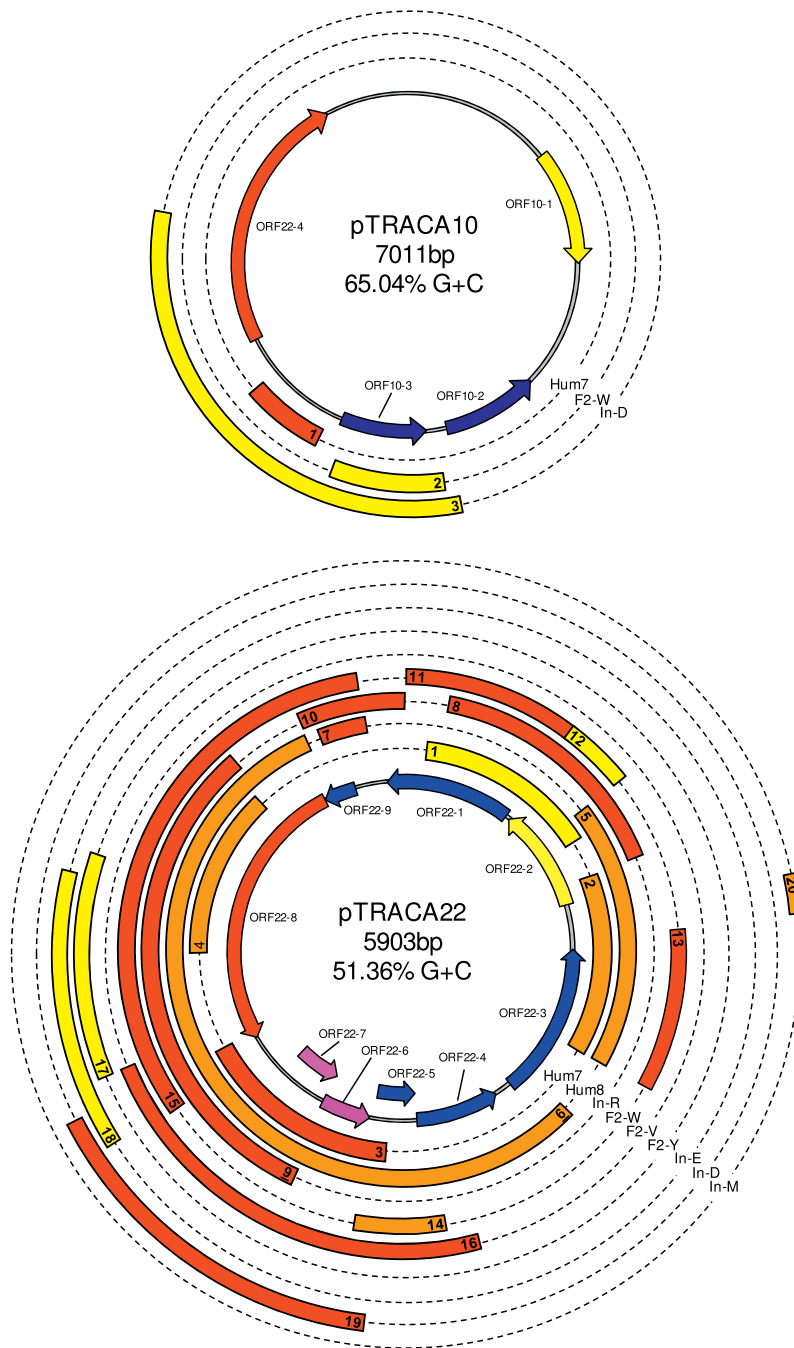 ORF10-1
ORF22-4
pTRACA10
7011bp
65.04% G+C
ORF10-3
ORF10-2
Hum7
F2-W
In-D
1
2
3
11
10
8
12
7
1
5
ORF22-9
ORF22-1
ORF22-2
2
20
ORF22-8
pTRACA22
5903bp
51.36% G+C
4
13
ORF22-3
ORF22-7
ORF22-6
ORF22-5
ORF22-4
Hum7
Hum8
In-R
F2-W
F2-V
F2-Y
In-E
In-D
In-M
17
15
18
6
3
9
14
16
19